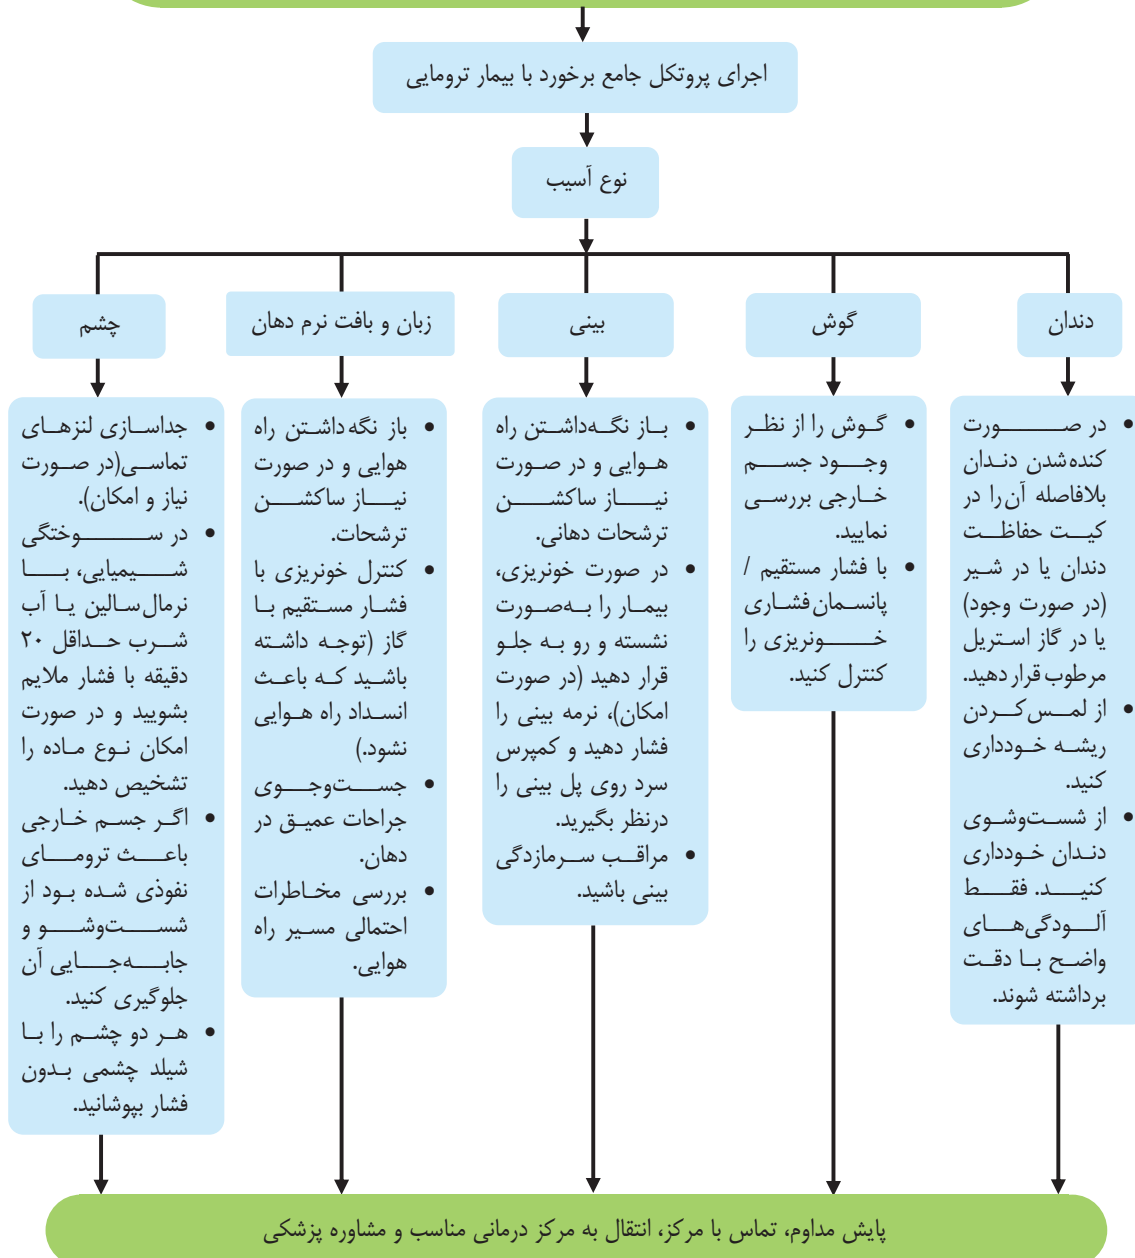 اجرای پروتکل جامع برخورد با بیمار ترومایی
نوع آسیب
دندان
• در صورت
کنده‌شدن دندان
بلافاصله آن را در
کیت حفاظت
دندان یا در شیر
(در صورت وجود)
یا در گاز استریل
مرطوب قرار دهید.
• از لمس کردن
ریشه خودداری
کنید.
• از شست‌وشوی
دندان خودداری
کنید. فقط
آلودگی‌های
واضح با دقت
برداشته شوند.
گوش
• گوش را از نظر
وجود جسم
خارجی بررسی
نمایید.
• با فشار مستقیم /
پانسمان فشاری
خونریزی را
کنترل کنید.
بینی
• باز نگه‌داشتن راه
هوایی و در صورت
نیاز ساکشن
ترشحات دهانی.
• در صورت خونریزی،
بیمار را به‌صورت
نشسته و رو به جلو
قرار دهید (در صورت
امکان)، نرمه بینی را
فشار دهید و کمپرس
سرد روی پل بینی را
درنظر بگیرید.
• مراقب سرمازدگی
بینی باشید.
زبان و بافت نرم دهان
• باز نگه‌داشتن راه
هوایی و در صورت
نیاز ساکشن
ترشحات.
• کنترل خونریزی با
فشار مستقیم با
گاز (توجه داشته
باشید که باعث
انسداد راه هوایی
نشود.)
• جست‌وجوی
جراحات عمیق در
دهان.
• بررسی مخاطرات
احتمالی مسیر راه
هوایی.
چشم
• جداسازی لنزهای
تماسی(در صورت
نیاز و امکان).
• در سوختگی
شیمیایی، با
نرمال‌سالین یا آب
شرب حداقل ۲۰
دقیقه با فشار ملایم
بشویید و در صورت
امکان نوع ماده را
تشخیص دهید.
• اگر جسم خارجی
باعث ترومای
نفوذی شده بود از
شست‌وشو و
جابه‌جایی آن
جلوگیری کنید.
• هر دو چشم را با
شیلد چشمی بدون
فشار بپوشانید.
پایش مداوم، تماس با مرکز، انتقال به مرکز درمانی مناسب و مشاوره پزشکی